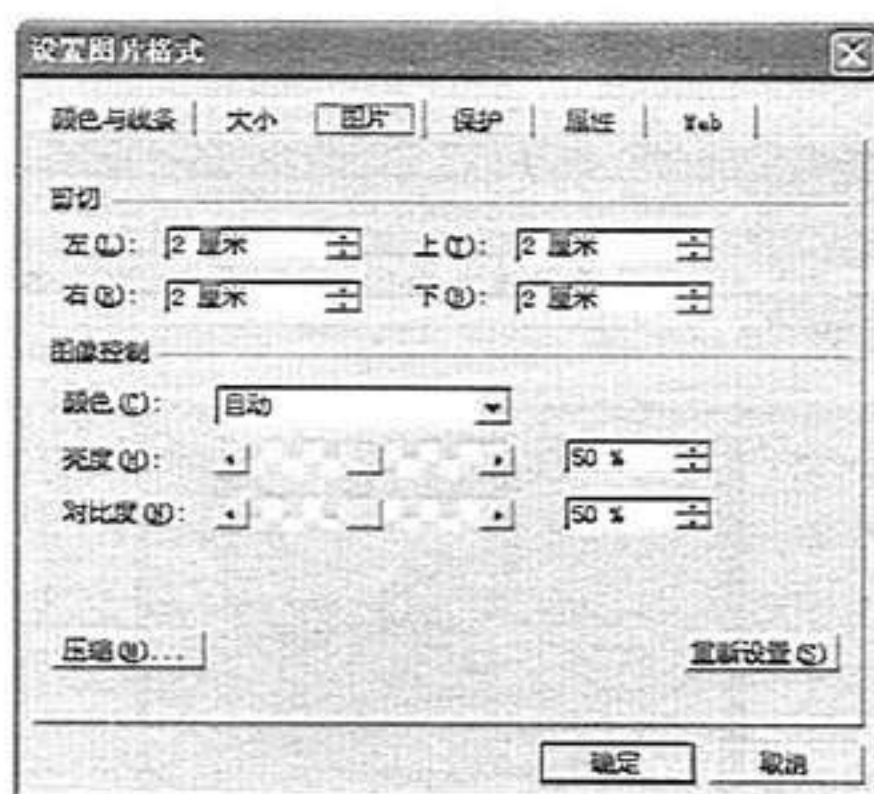 设置图片格式
颜色与线条 大小 图片 保护 属性 Web
剪切
左(L): 2 厘米 上(T): 2 厘米
右(R): 2 厘米 下(B): 2 厘米
图像控制
颜色(C): 自动
亮度(H): 50 %
对比度(N): 50 %
压缩(M)... 重新设置(S)
确定 取消